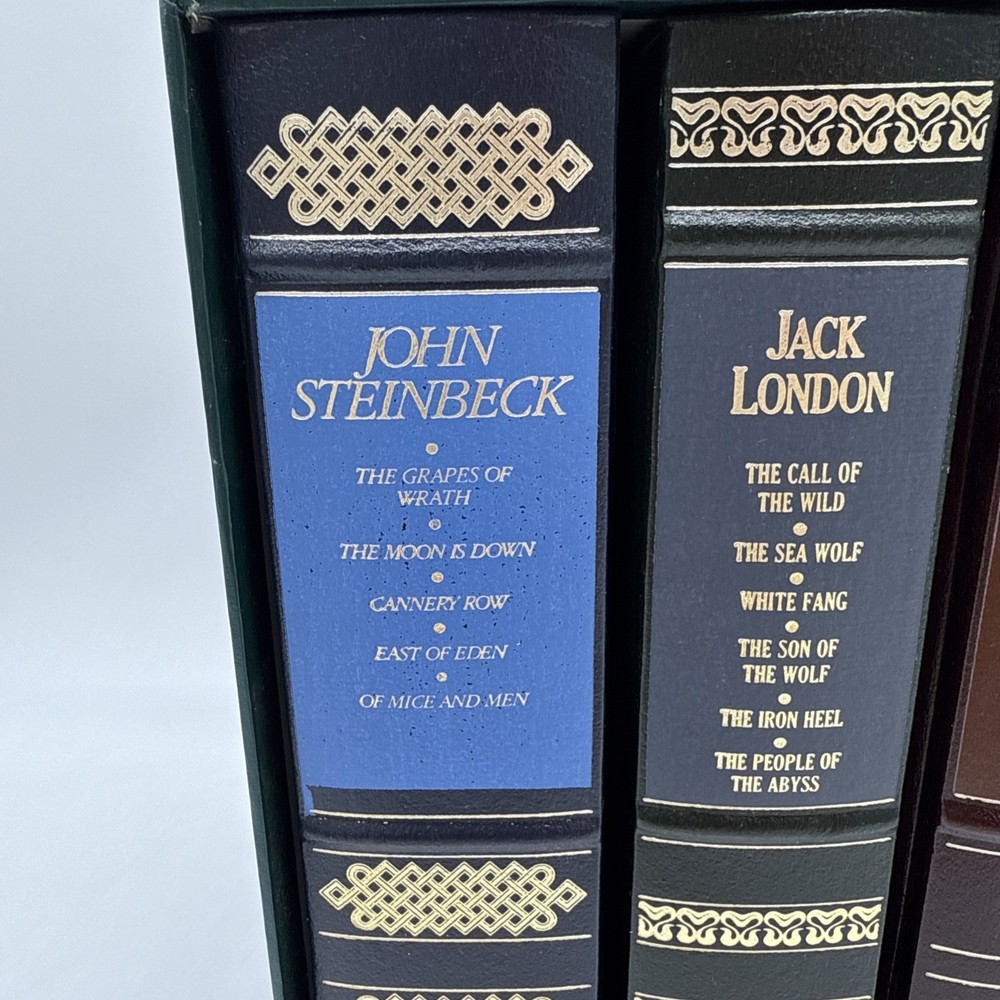 JOHN
STEINBECK
THE GRAPES OF
WRATH
THE MOON IS DOWN
CANNERY ROW
EAST OF EDEN
OF MICE AND MEN
JACK
LONDON
THE CALL OF
THE WILD
THE SEA WOLF
WHITE FANG
THE SON OF
THE WOLF
THE IRON HEEL
THE PEOPLE OF
THE ABYSS